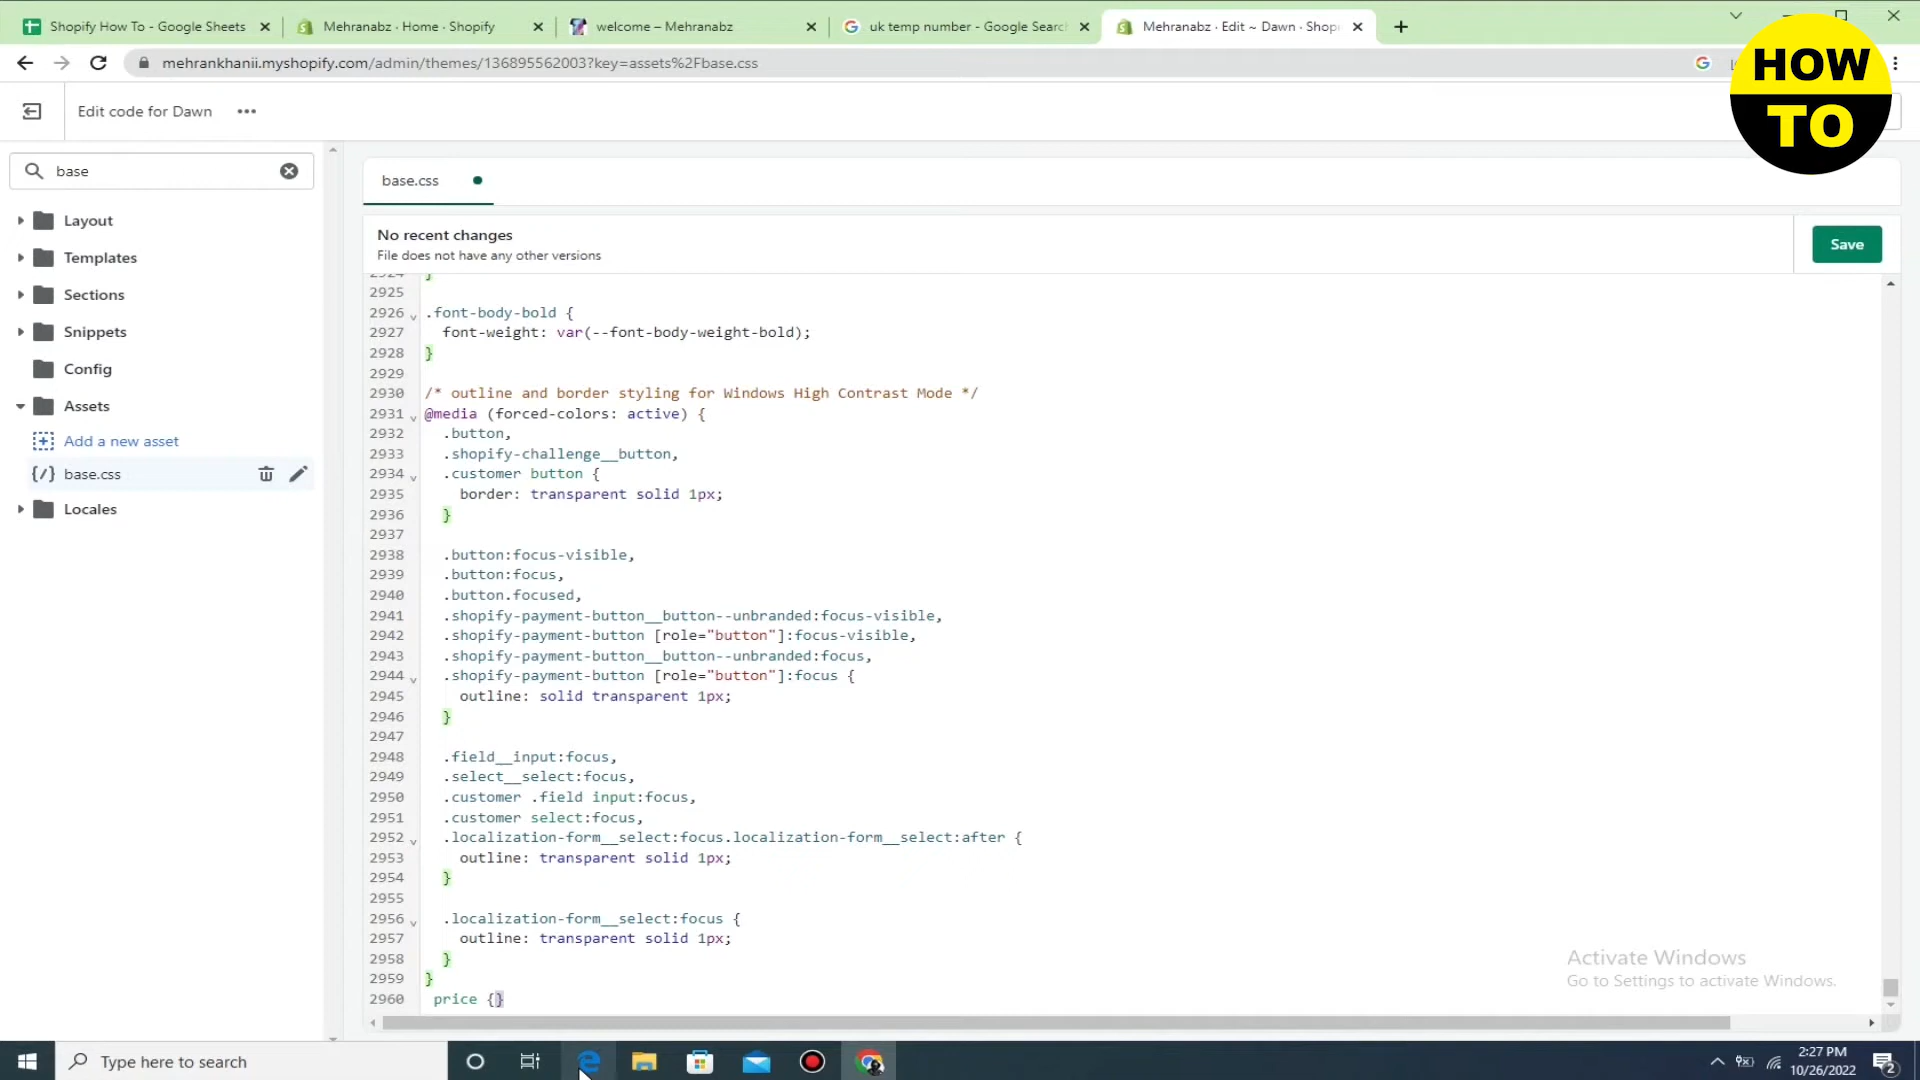 Shopify How To - Google Sheets
Mehranabz · Home · Shopify
welcome – Mehranabz
uk temp number - Google Search
Mehranabz · Edit ~ Dawn · Shop
mehrankhanii.myshopify.com/admin/themes/136895562003?key=assets%2Fbase.css
HOW
TO
Edit code for Dawn
base
Layout
Templates
Sections
Snippets
Config
Assets
Add a new asset
{/} base.css
Locales
base.css
No recent changes
File does not have any other versions
Save
2924 }
2925
2926 .font-body-bold {
2927 font-weight: var(--font-body-weight-bold);
2928 }
2929
2930 /* outline and border styling for Windows High Contrast Mode */
2931 @media (forced-colors: active) {
2932 .button,
2933 .shopify-challenge__button,
2934 .customer button {
2935 border: transparent solid 1px;
2936 }
2937
2938 .button:focus-visible,
2939 .button:focus,
2940 .button.focused,
2941 .shopify-payment-button__button--unbranded:focus-visible,
2942 .shopify-payment-button [role="button"]:focus-visible,
2943 .shopify-payment-button__button--unbranded:focus,
2944 .shopify-payment-button [role="button"]:focus {
2945 outline: solid transparent 1px;
2946 }
2947
2948 .field__input:focus,
2949 .select__select:focus,
2950 .customer .field input:focus,
2951 .customer select:focus,
2952 .localization-form__select:focus.localization-form__select:after {
2953 outline: transparent solid 1px;
2954 }
2955
2956 .localization-form__select:focus {
2957 outline: transparent solid 1px;
2958 }
2959 }
2960 price {}
Activate Windows
Go to Settings to activate Windows.
Type here to search
2:27 PM
10/26/2022
2